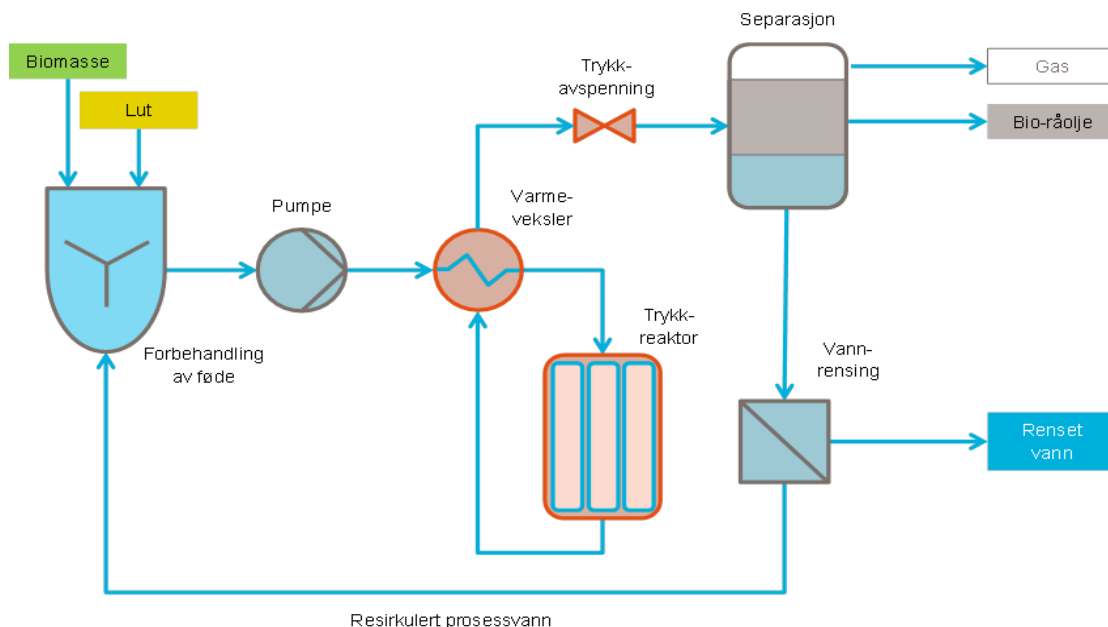 Separasjon
Biomasse
Trykk-
avspenning
Gas
Lut
Bio-råolje
Pumpe
Varme-
veksler
Trykk-
reaktor
Forbehandling
av føde
Vann-
rensing
Renset
vann
Resirkulert prosessvann